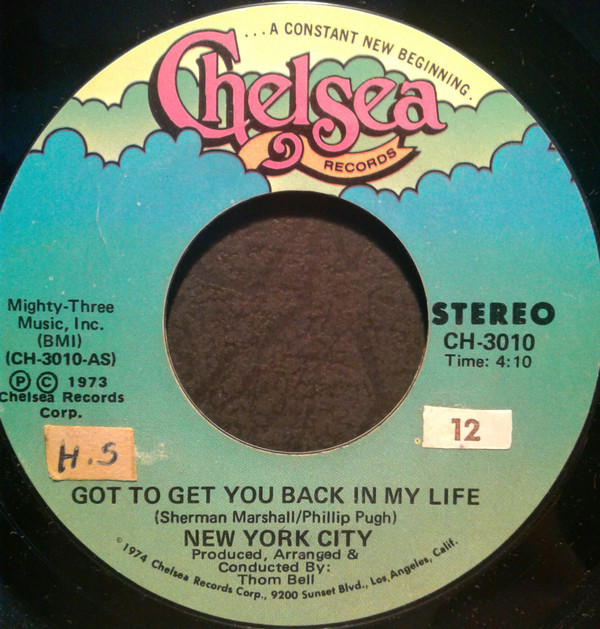 ...A CONSTANT NEW BEGINNING.
Chelsea
RECORDS
Mighty-Three
Music, Inc.
(BMI)
(CH-3010-AS)
Ⓟ © 1973
Chelsea Records
Corp.
STEREO
CH-3010
Time: 4:10
12
H.S
GOT TO GET YOU BACK IN MY LIFE
(Sherman Marshall/Phillip Pugh)
NEW YORK CITY
Produced, Arranged &
Conducted By:
Thom Bell
©1974 Chelsea Records Corp., 9200 Sunset Blvd., Los Angeles, Calif.